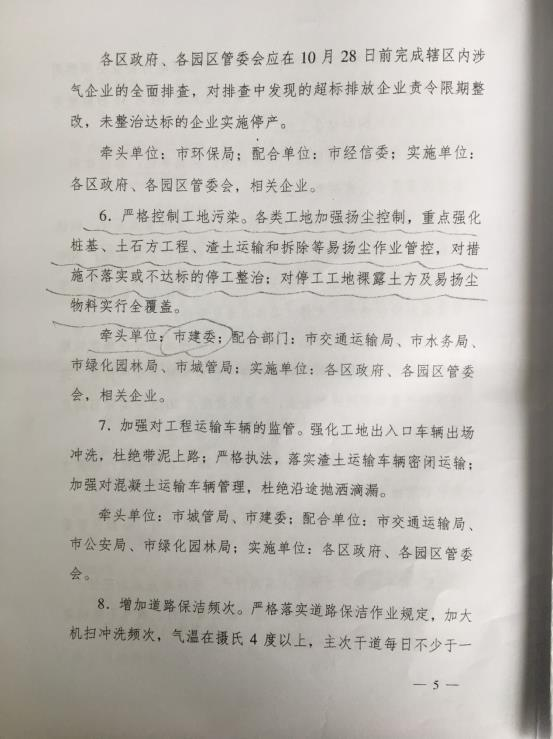 各区政府、各园区管委会应在 10 月 28 日前完成辖区内涉
气企业的全面排查，对排查中发现的超标排放企业责令限期整
改，未整治达标的企业实施停产。
牵头单位：市环保局；配合单位：市经信委；实施单位：
各区政府、各园区管委会，相关企业。
6．严格控制工地污染。各类工地加强扬尘控制，重点强化
桩基、土石方工程、渣土运输和拆除等易扬尘作业管控，对措
施不落实或不达标的停工整治；对停工工地裸露土方及易扬尘
物料实行全覆盖。
牵头单位：市建委；配合部门：市交通运输局、市水务局、
市绿化园林局、市城管局；实施单位：各区政府、各园区管委
会，相关企业。
7．加强对工程运输车辆的监管。强化工地出入口车辆出场
冲洗，杜绝带泥上路；严格执法，落实渣土运输车辆密闭运输；
加强对混凝土运输车辆管理，杜绝沿途抛洒滴漏。
牵头单位：市城管局、市建委；配合单位：市交通运输局、
市公安局、市绿化园林局；实施单位：各区政府、各园区管委
会。
8．增加道路保洁频次。严格落实道路保洁作业规定，加大
机扫冲洗频次，气温在摄氏 4 度以上，主次干道每日不少于一
— 5 —